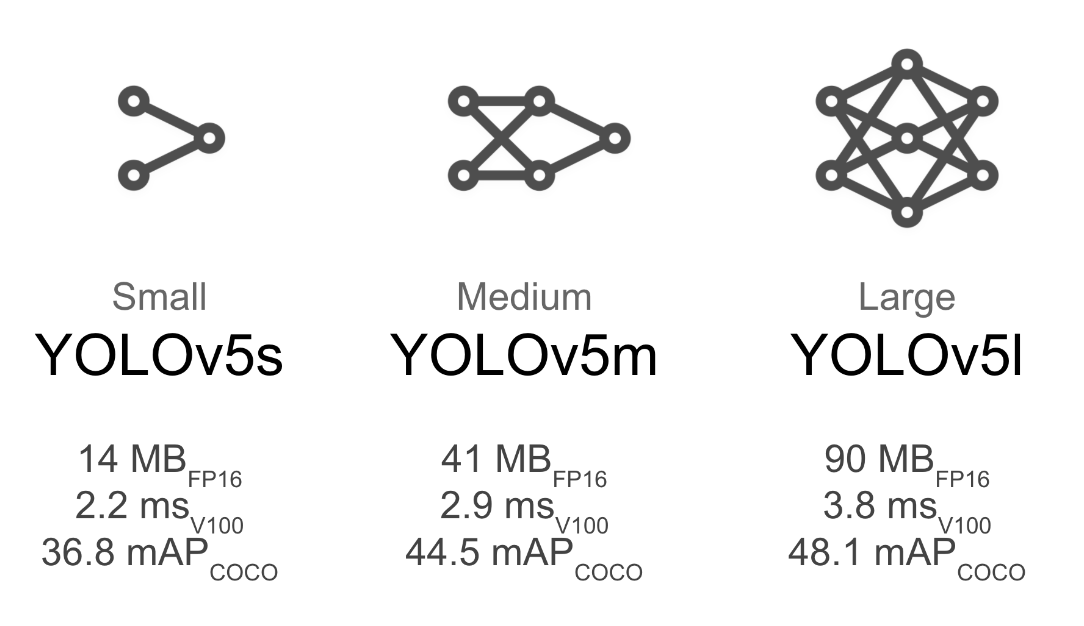 Small
YOLOv5s
14 MB FP16
2.2 ms V100
36.8 mAP COCO
Medium
YOLOv5m
41 MB FP16
2.9 ms V100
44.5 mAP COCO
Large
YOLOv5l
90 MB FP16
3.8 ms V100
48.1 mAP COCO